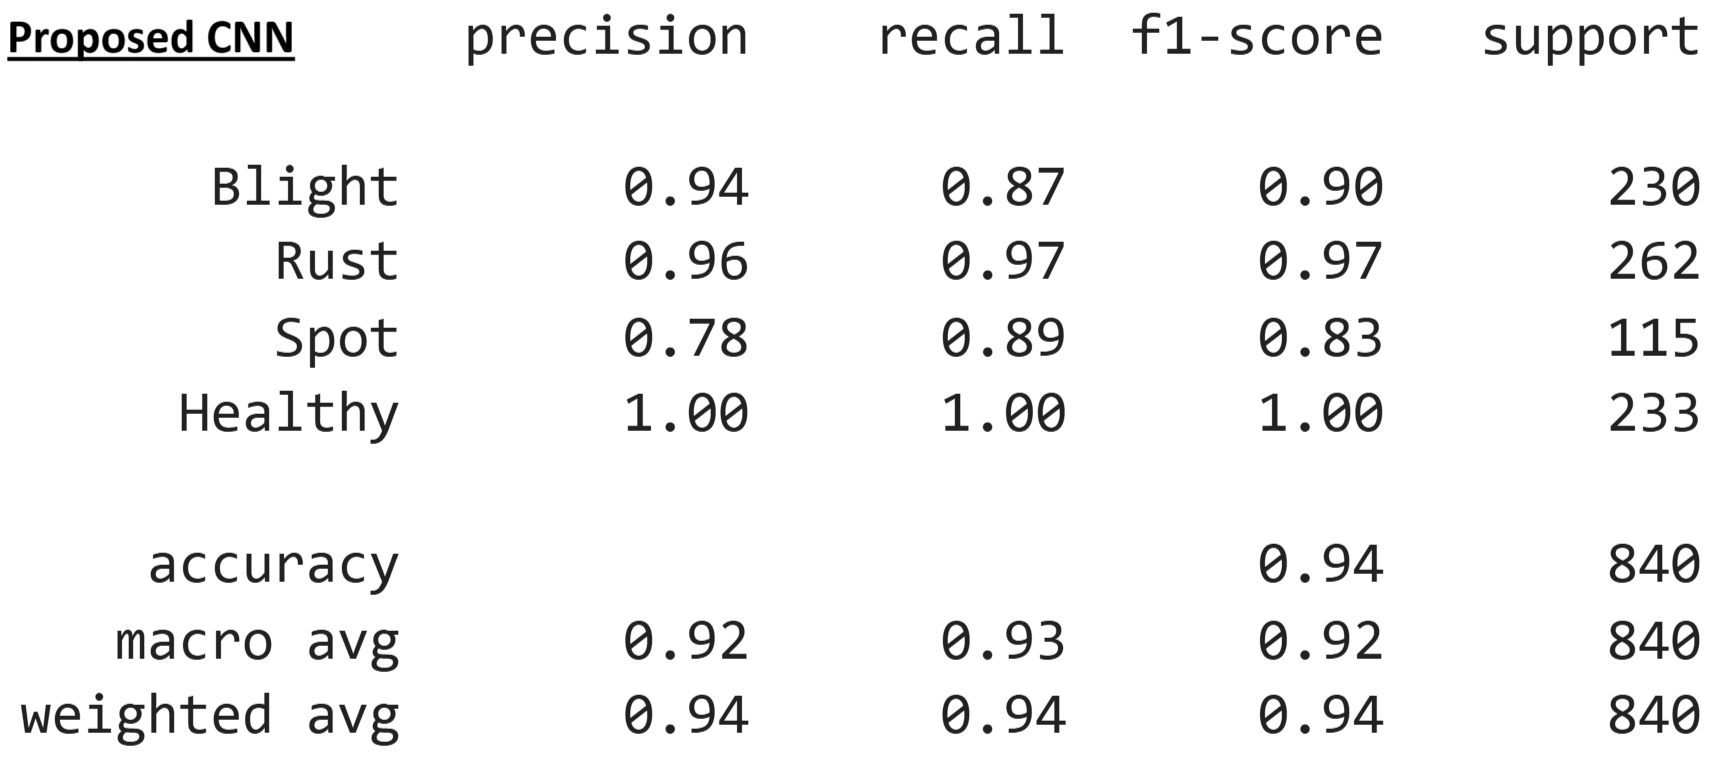 Proposed CNN precision recall f1-score support
Blight 0.94 0.87 0.90 230
Rust 0.96 0.97 0.97 262
Spot 0.78 0.89 0.83 115
Healthy 1.00 1.00 1.00 233
accuracy 0.94 840
macro avg 0.92 0.93 0.92 840
weighted avg 0.94 0.94 0.94 840